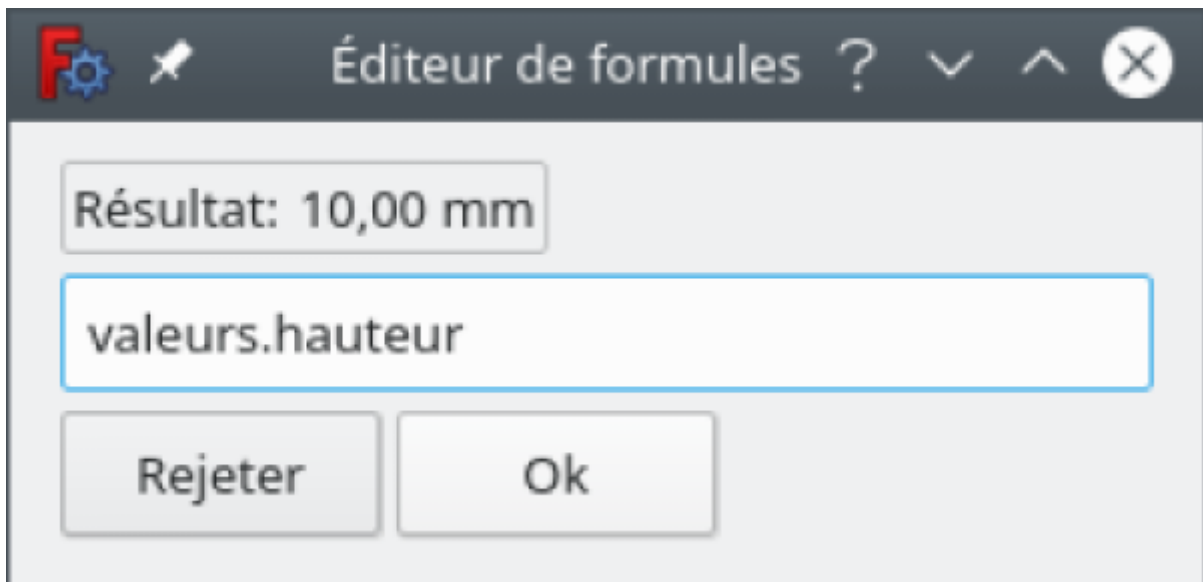 Éditeur de formules
Résultat: 10,00 mm
valeurs.hauteur
Rejeter Ok